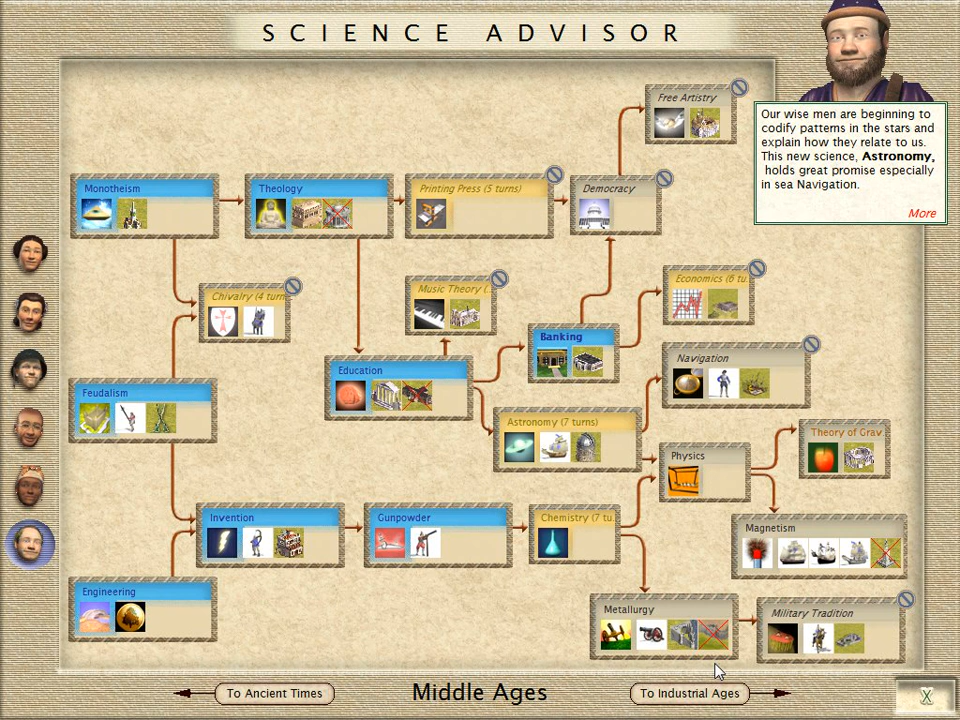 SCIENCE ADVISOR
Free Artistry
Our wise men are beginning to
codify patterns in the stars and
explain how they relate to us.
This new science, Astronomy,
holds great promise especially
in sea Navigation.
More
Monotheism
Theology
Printing Press (5 turns)
Democracy
Chivalry (4 turn
Music Theory (.
Economics (6 tu.
Banking
Navigation
Education
Feudalism
Astronomy (7 turns)
Theory of Grav
Physics
Invention
Gunpowder
Chemistry (7 tu.
Magnetism
Engineering
Metallurgy
Military Tradition
To Ancient Times
Middle Ages
To Industrial Ages
X